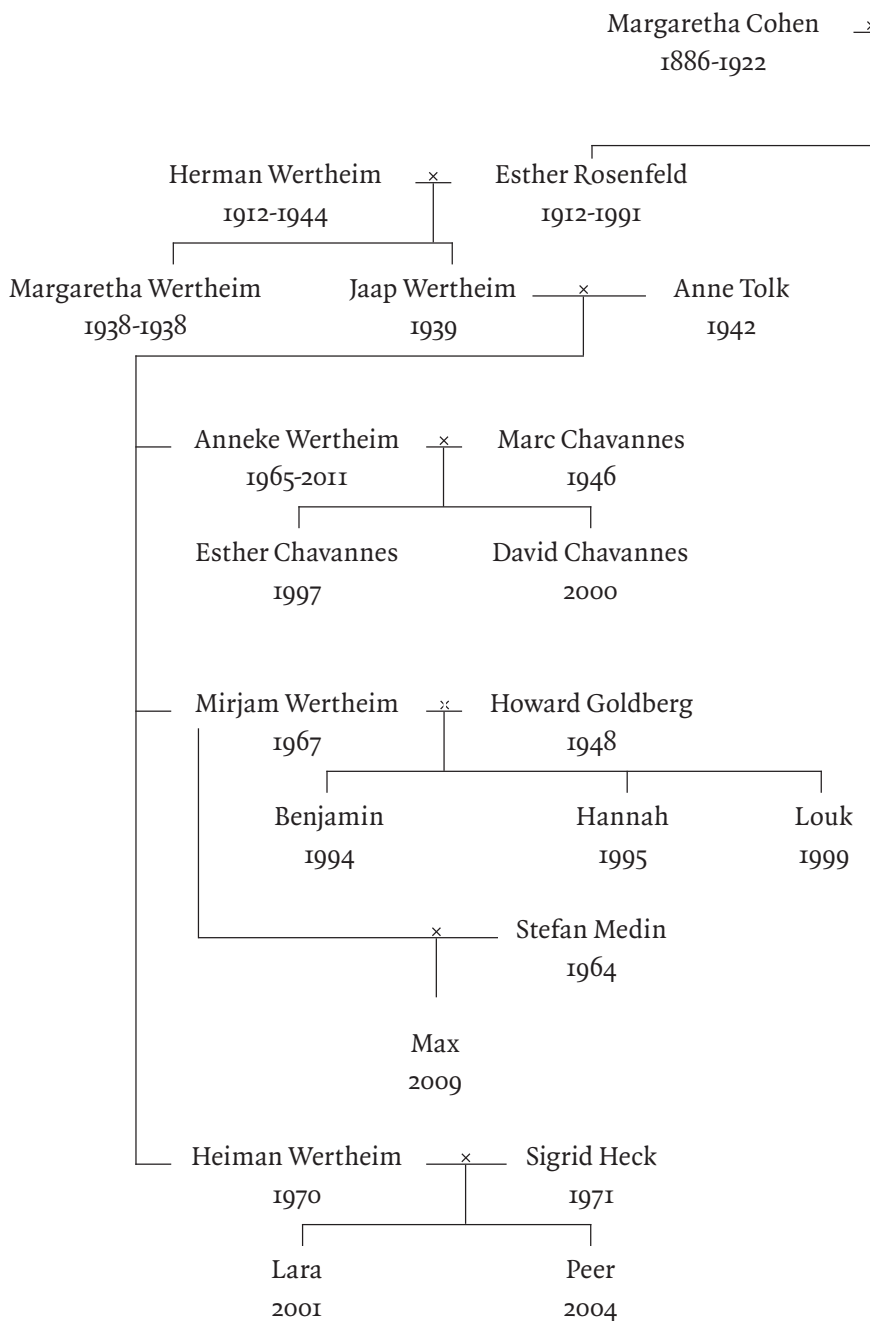 Margaretha Cohen ×
1886-1922
Herman Wertheim × Esther Rosenfeld
1912-1944 1912-1991
Margaretha Wertheim Jaap Wertheim × Anne Tolk
1938-1938 1939 1942
Anneke Wertheim × Marc Chavannes
1965-2011 1946
Esther Chavannes David Chavannes
1997 2000
Mirjam Wertheim × Howard Goldberg
1967 1948
Benjamin Hannah Louk
1994 1995 1999
× Stefan Medin
1964
Max
2009
Heiman Wertheim × Sigrid Heck
1970 1971
Lara Peer
2001 2004